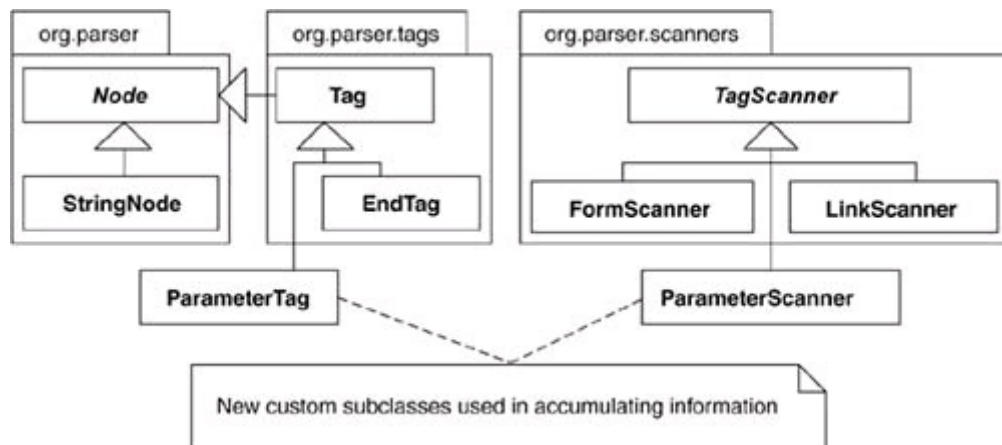 org.parser
org.parser.tags
org.parser.scanners
Node
Tag
TagScanner
StringNode
EndTag
FormScanner
LinkScanner
ParameterTag
ParameterScanner
New custom subclasses used in accumulating information